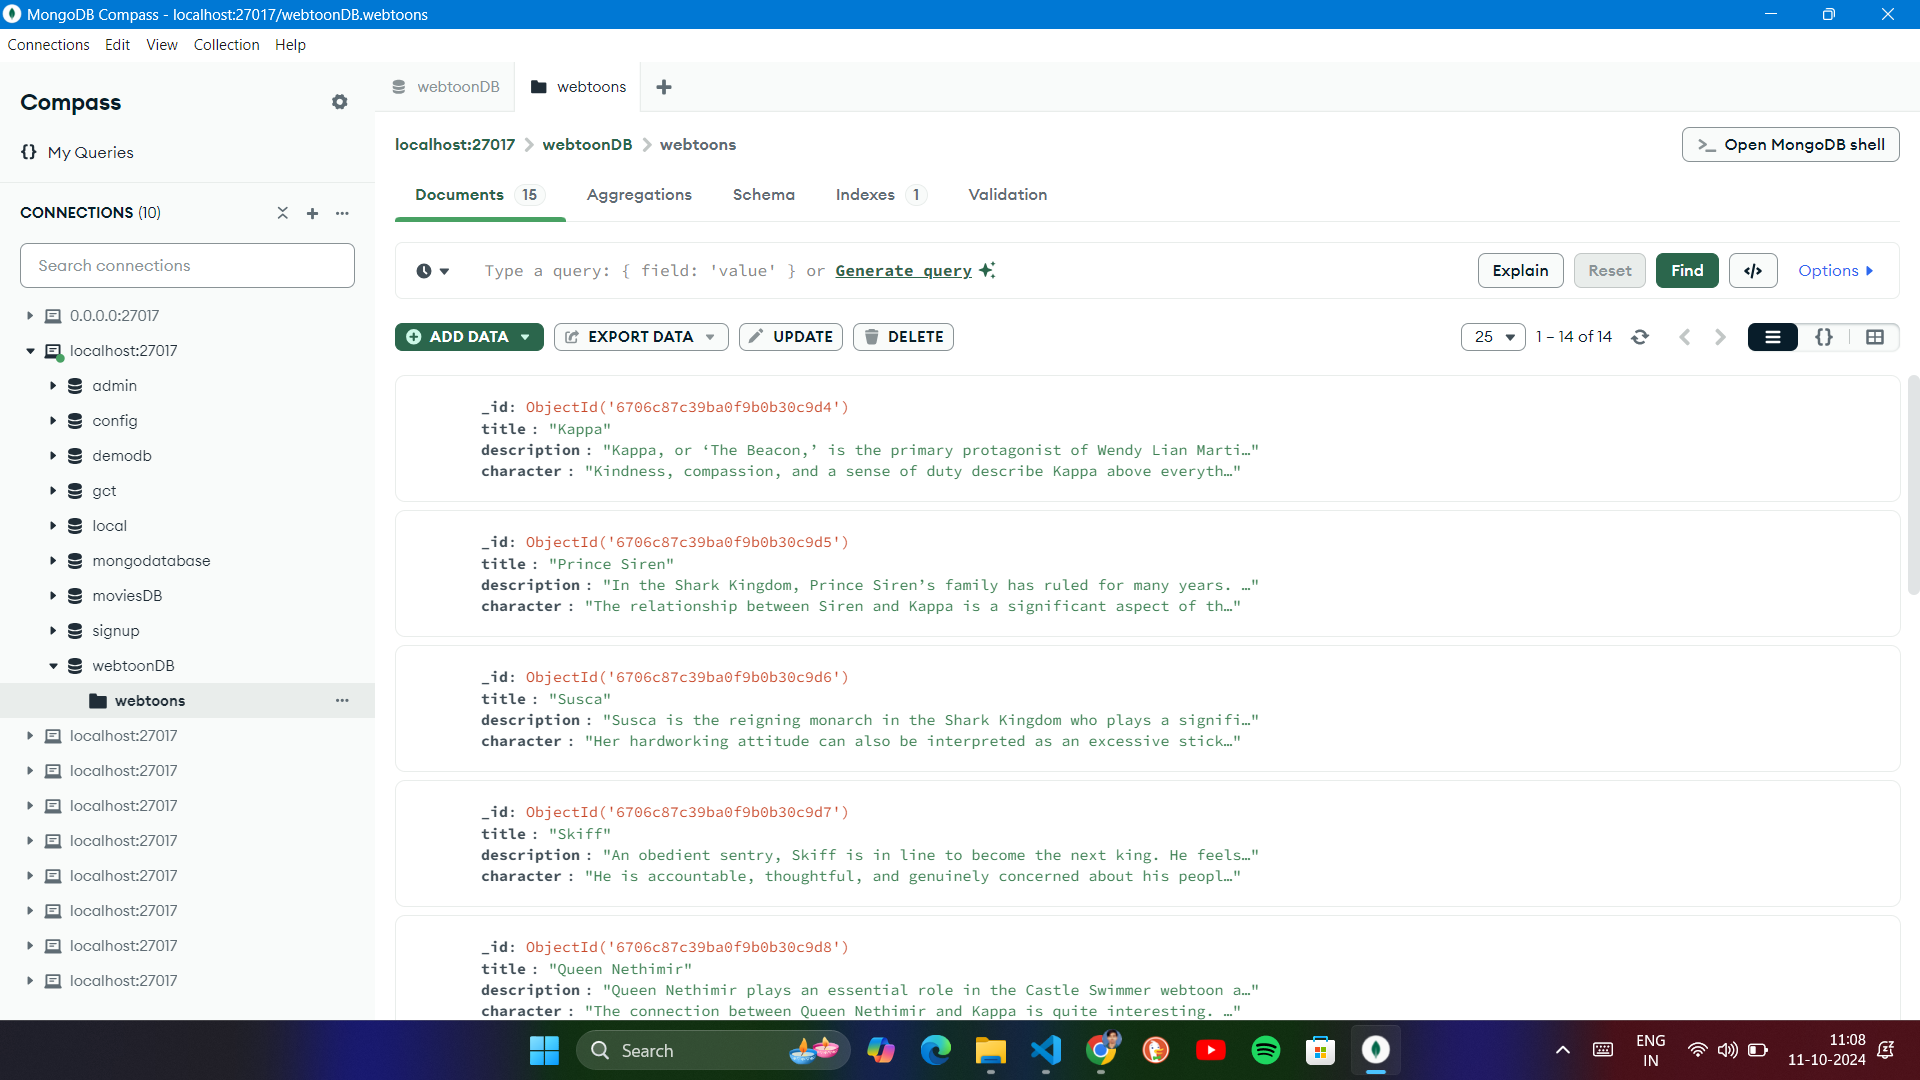 MongoDB Compass - localhost:27017/webtoonDB.webtoons
Connections Edit View Collection Help
Compass
{} My Queries
CONNECTIONS (10)
Search connections
0.0.0.0:27017
localhost:27017
admin
config
demodb
gct
local
mongodatabase
moviesDB
signup
webtoonDB
webtoons
localhost:27017
localhost:27017
localhost:27017
localhost:27017
localhost:27017
localhost:27017
localhost:27017
localhost:27017
webtoonDB webtoons
localhost:27017 webtoonDB webtoons
>_ Open MongoDB shell
Documents 15 Aggregations Schema Indexes 1 Validation
Type a query: { field: 'value' } or Generate query
Explain Reset Find </> Options
ADD DATA EXPORT DATA UPDATE DELETE
25 1 – 14 of 14 {}
_id: ObjectId('6706c87c39ba0f9b0b30c9d4')
title : "Kappa"
description : "Kappa, or ‘The Beacon,’ is the primary protagonist of Wendy Lian Marti…"
character : "Kindness, compassion, and a sense of duty describe Kappa above everyth…"
_id: ObjectId('6706c87c39ba0f9b0b30c9d5')
title : "Prince Siren"
description : "In the Shark Kingdom, Prince Siren’s family has ruled for many years. …"
character : "The relationship between Siren and Kappa is a significant aspect of th…"
_id: ObjectId('6706c87c39ba0f9b0b30c9d6')
title : "Susca"
description : "Susca is the reigning monarch in the Shark Kingdom who plays a signifi…"
character : "Her hardworking attitude can also be interpreted as an excessive stick…"
_id: ObjectId('6706c87c39ba0f9b0b30c9d7')
title : "Skiff"
description : "An obedient sentry, Skiff is in line to become the next king. He feels…"
character : "He is accountable, thoughtful, and genuinely concerned about his peopl…"
_id: ObjectId('6706c87c39ba0f9b0b30c9d8')
title : "Queen Nethimir"
description : "Queen Nethimir plays an essential role in the Castle Swimmer webtoon a…"
character : "The connection between Queen Nethimir and Kappa is quite interesting. …"
Search
ENG
IN
11:08
11-10-2024